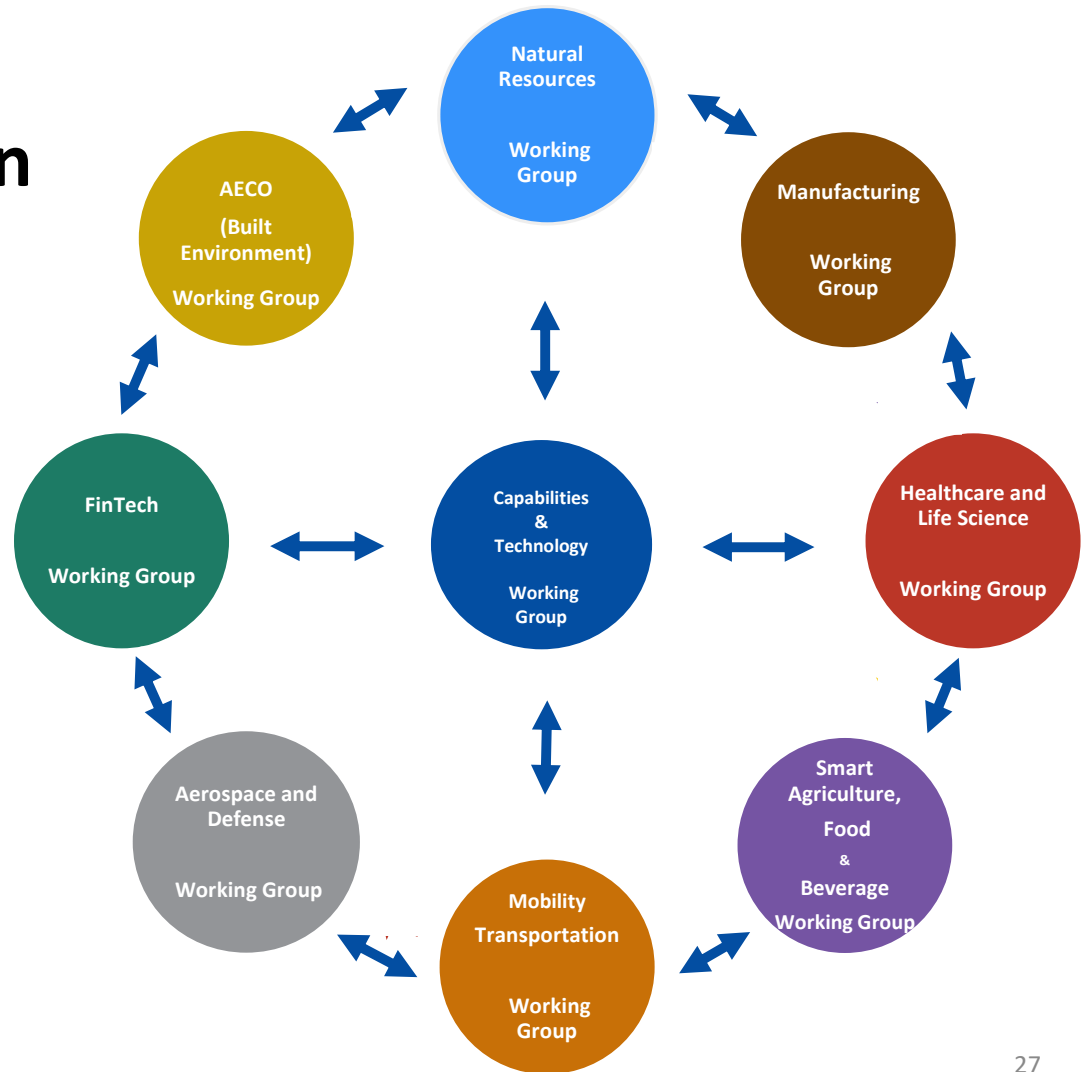 n
Natural
Resources
Working
Group
AECO
(Built
Environment)
Working Group
Manufacturing
Working
Group
FinTech
Working Group
Capabilities
&
Technology
Working
Group
Healthcare and
Life Science
Working Group
Aerospace and
Defense
Working Group
Mobility
Transportation
Working
Group
Smart
Agriculture,
Food
&
Beverage
Working Group
27